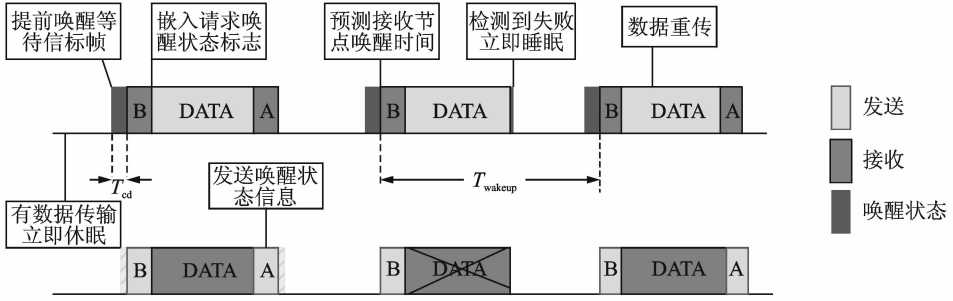 提前唤醒等
待信标帧
嵌入请求唤
醒状态标志
预测接收节
点唤醒时间
检测到失败
立即睡眠
数据重传
B DATA A
B DATA
B DATA A
发送
接收
唤醒状态
Tcd
发送唤醒状
态信息
Twakeup
有数据传输
立即休眠
B DATA A
B DATA
B DATA A